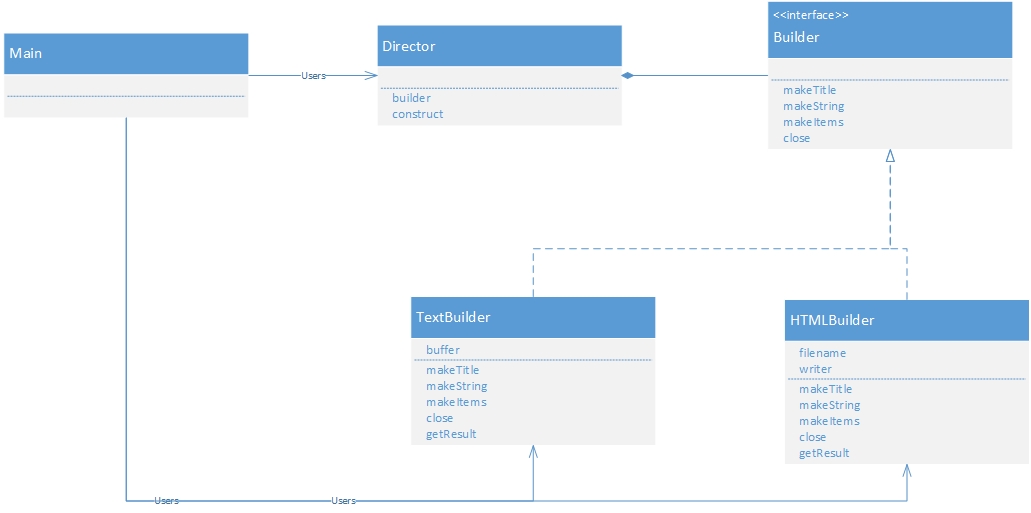 Main
Users
Director
builder
construct
<<interface>>
Builder
makeTitle
makeString
makeItems
close
TextBuilder
buffer
makeTitle
makeString
makeItems
close
getResult
HTMLBuilder
filename
writer
makeTitle
makeString
makeItems
close
getResult
Users
Users